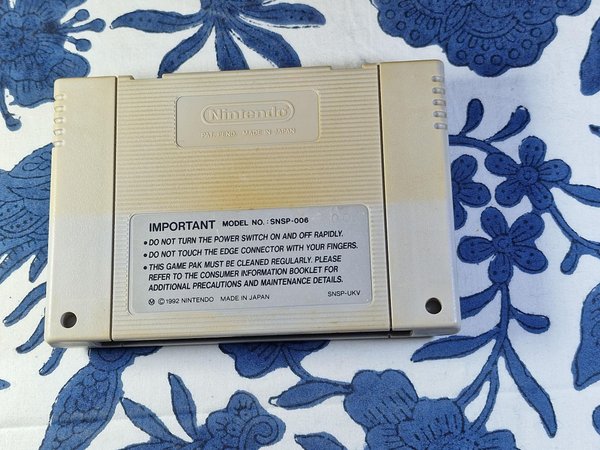 Nintendo
PAT. PEND. MADE IN JAPAN
IMPORTANT MODEL NO.: SNSP-006
• DO NOT TURN THE POWER SWITCH ON AND OFF RAPIDLY.
• DO NOT TOUCH THE EDGE CONNECTOR WITH YOUR FINGERS.
• THIS GAME PAK MUST BE CLEANED REGULARLY. PLEASE
REFER TO THE CONSUMER INFORMATION BOOKLET FOR
ADDITIONAL PRECAUTIONS AND MAINTENANCE DETAILS.
Ⓜ © 1992 NINTENDO MADE IN JAPAN SNSP-UKV